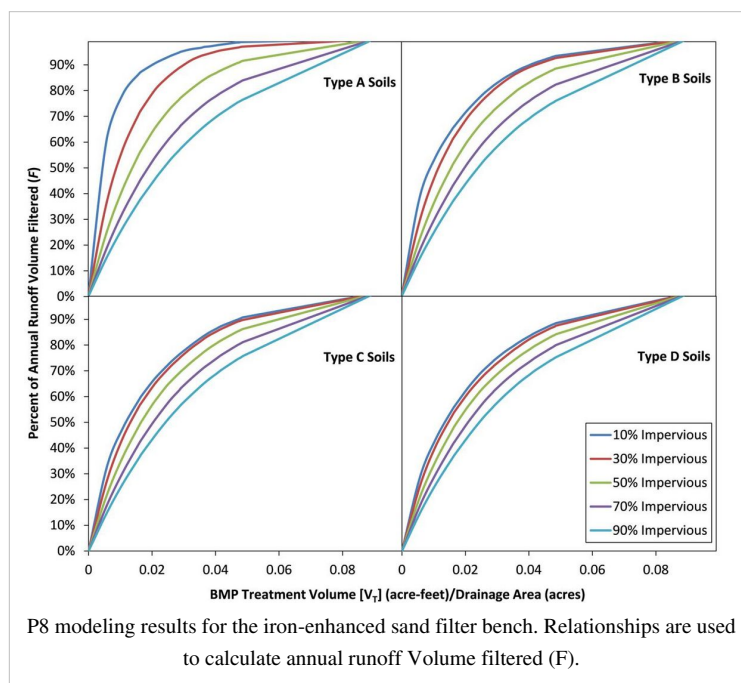 Percent of Annual Runoff Volume Filtered (F)
90%
80%
70%
60%
50%
40%
30%
20%
10%
0%
Type A Soils
Type B Soils
90%
80%
70%
60%
50%
40%
30%
20%
10%
0%
Type C Soils
Type D Soils
10% Impervious
30% Impervious
50% Impervious
70% Impervious
90% Impervious
0 0.02 0.04 0.06 0.08 0 0.02 0.04 0.06 0.08
BMP Treatment Volume [VT] (acre-feet)/Drainage Area (acres)
P8 modeling results for the iron-enhanced sand filter bench. Relationships are used
to calculate annual runoff Volume filtered (F).